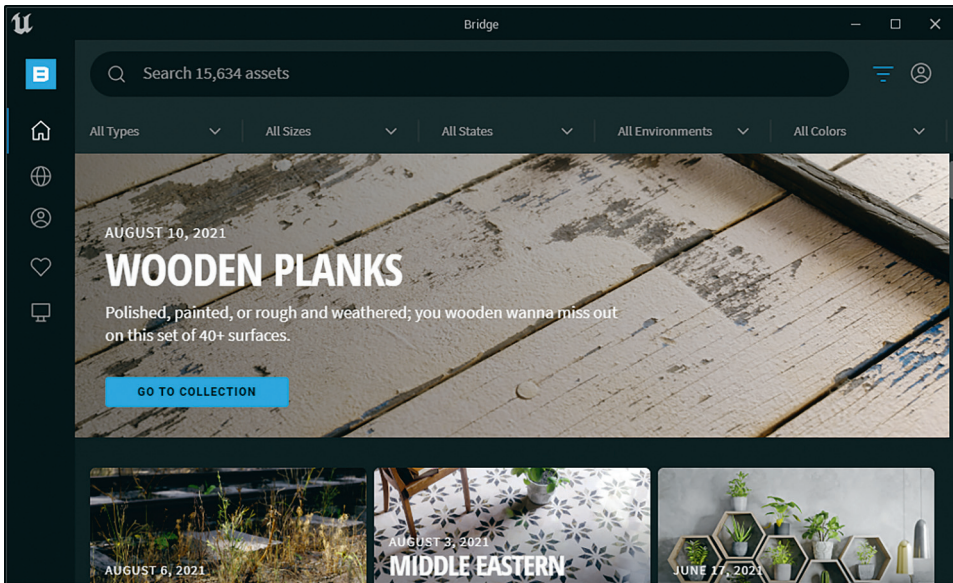 Bridge
Search 15,634 assets
All Types
All Sizes
All States
All Environments
All Colors
AUGUST 10, 2021
WOODEN PLANKS
Polished, painted, or rough and weathered; you wooden wanna miss out
on this set of 40+ surfaces.
GO TO COLLECTION
AUGUST 6, 2021
AUGUST 3, 2021
MIDDLE EASTERN
JUNE 17, 2021